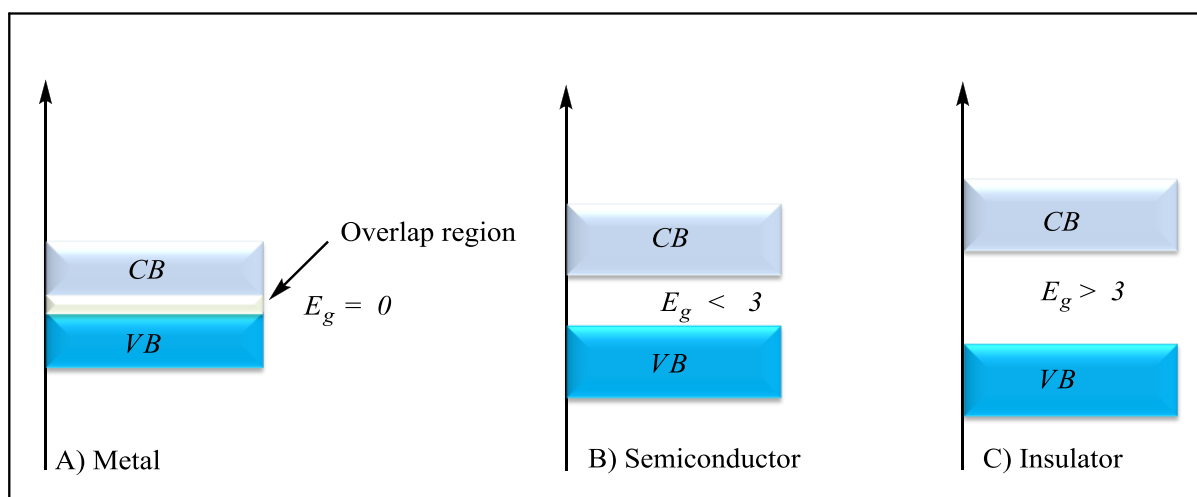 CB
Overlap region
E_g = 0
VB
A) Metal
CB
E_g < 3
VB
B) Semiconductor
CB
E_g > 3
VB
C) Insulator